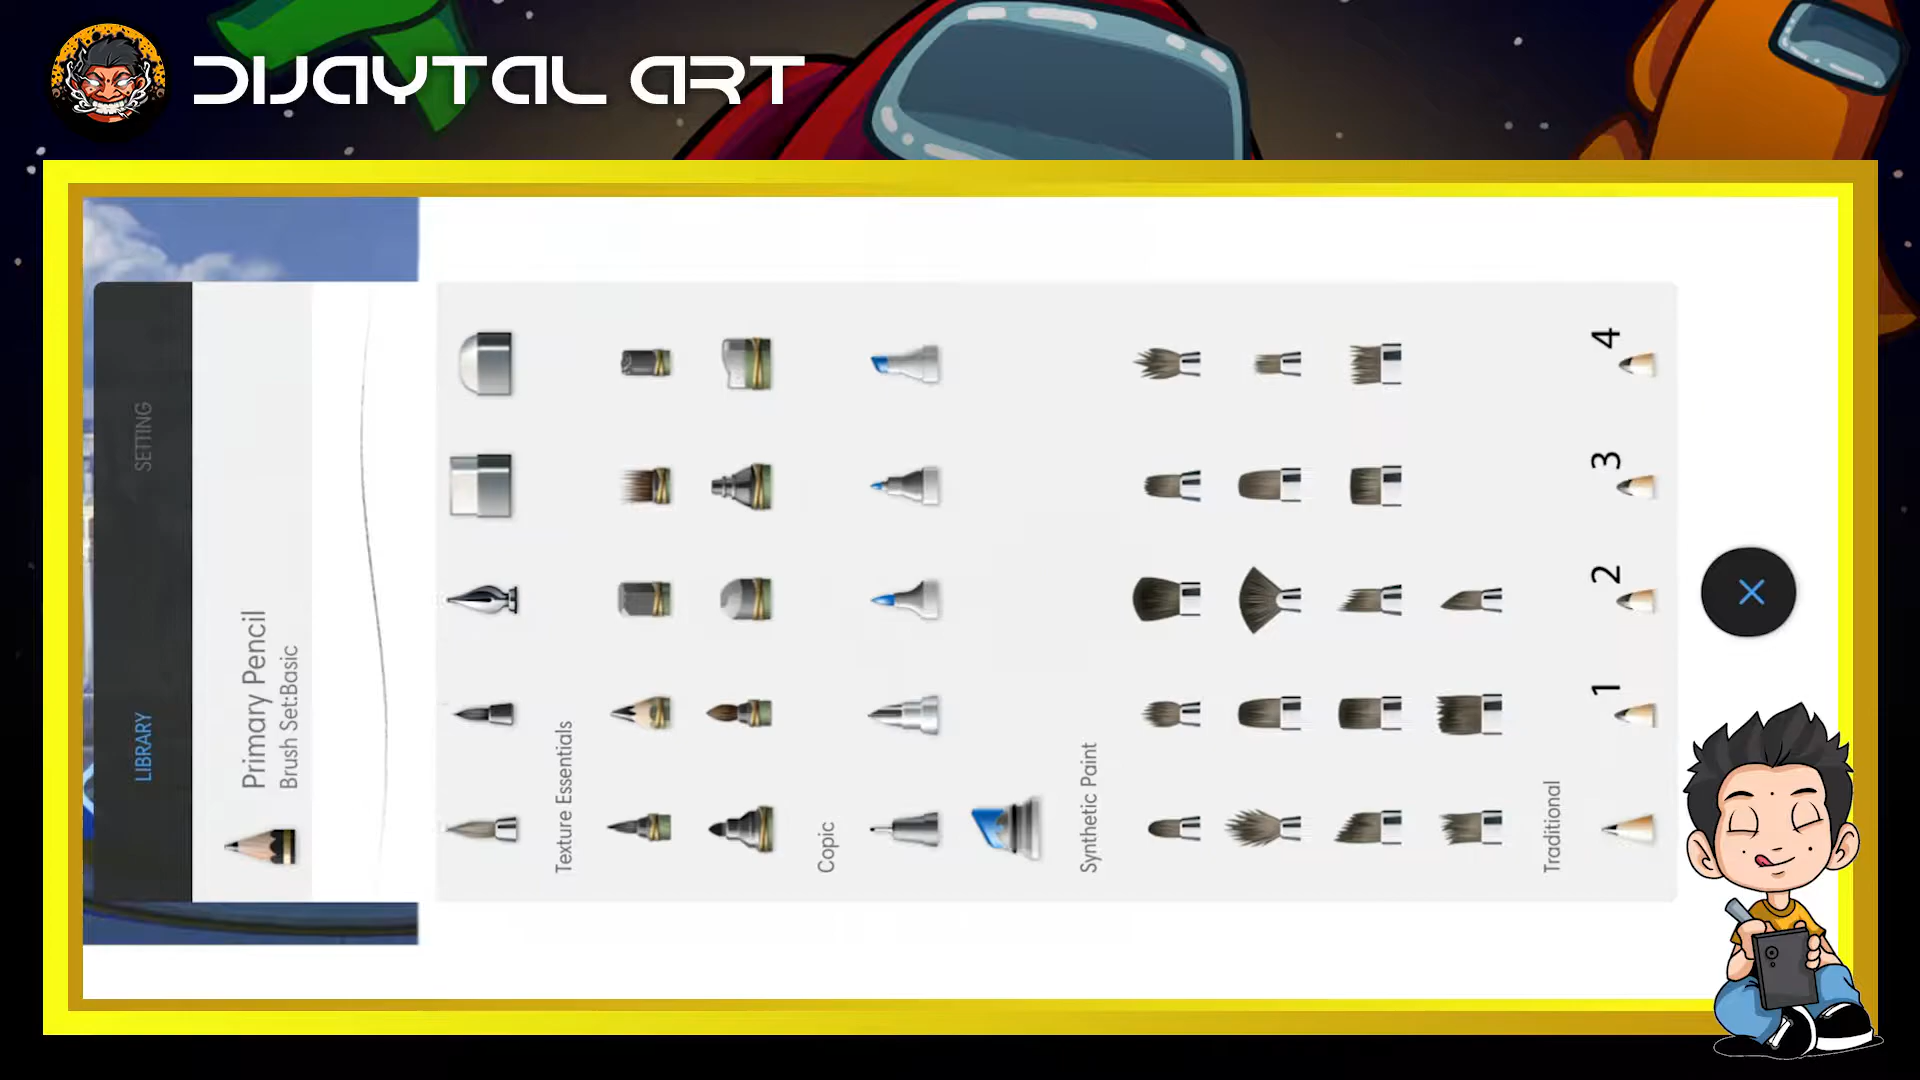 DIJAYTAL ART
LIBRARY
SETTING
Primary Pencil
Brush Set:Basic
Texture Essentials
Copic
Synthetic Paint
Traditional
1
2
3
4